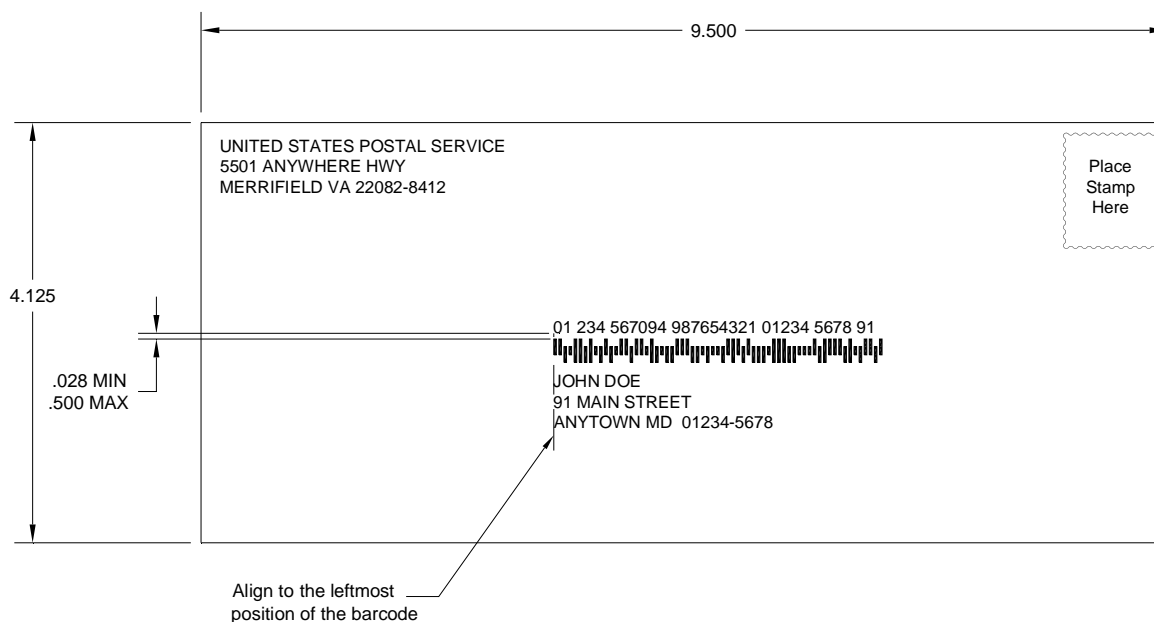 9.500
UNITED STATES POSTAL SERVICE
5501 ANYWHERE HWY
MERRIFIELD VA 22082-8412
Place
Stamp
Here
4.125
01 234 567094 987654321 01234 5678 91
.028 MIN
.500 MAX
JOHN DOE
91 MAIN STREET
ANYTOWN MD  01234-5678
Align to the leftmost
position of the barcode